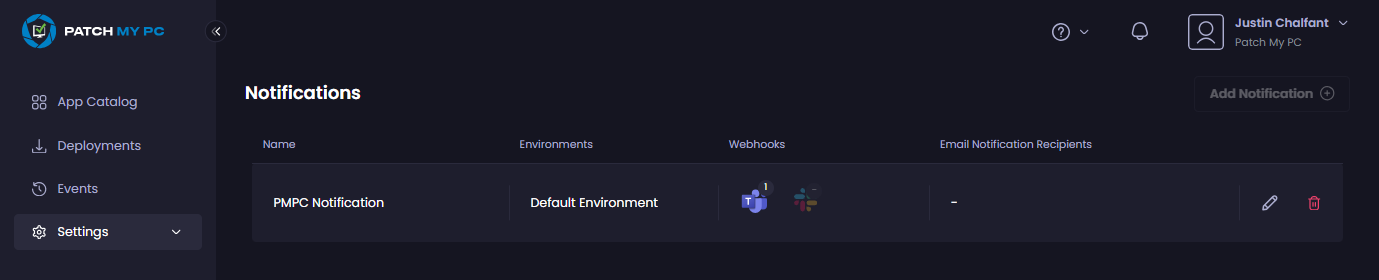 PATCH MY PC
Justin Chalfant
Patch My PC
App Catalog
Deployments
Events
Settings
Notifications
Add Notification
Name Environments Webhooks Email Notification Recipients
PMPC Notification Default Environment T 1 - -